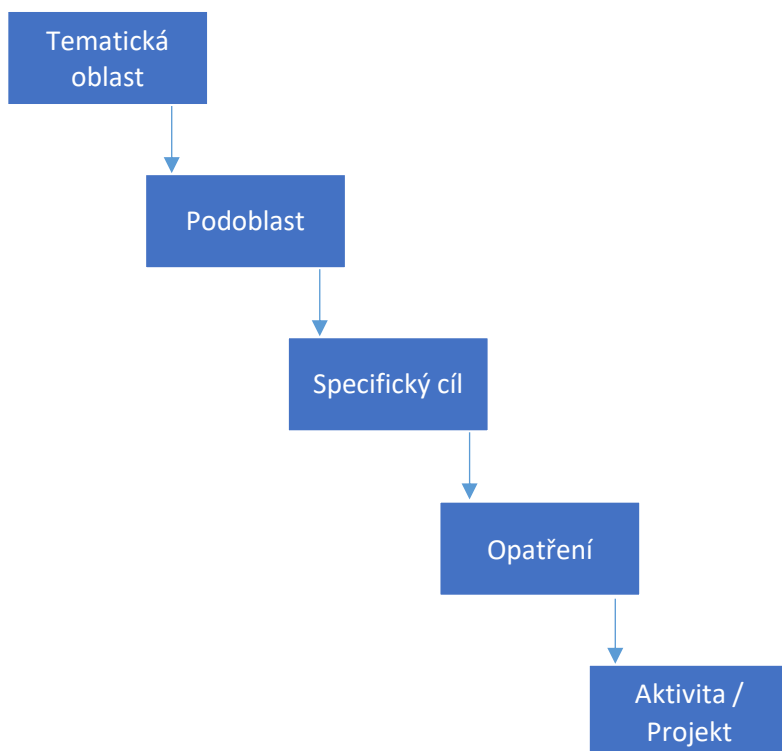 Tematická
oblast
Podoblast
Specifický cíl
Opatření
Aktivita /
Projekt